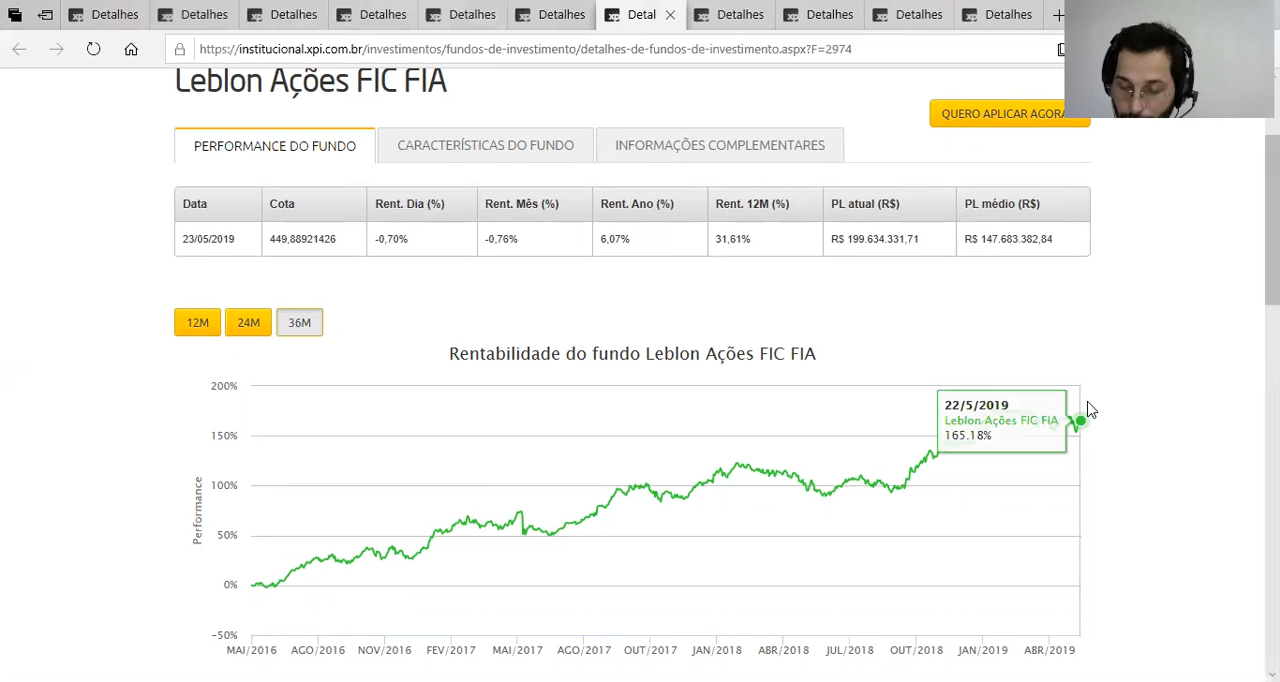 Detalhes Detalhes Detalhes Detalhes Detalhes Detalhes Detal Detalhes Detalhes Detalhes Detalhes
https://institucional.xpi.com.br/investimentos/fundos-de-investimento/detalhes-de-fundos-de-investimento.aspx?F=2974
Leblon Ações FIC FIA
QUERO APLICAR AGORA
PERFORMANCE DO FUNDO CARACTERÍSTICAS DO FUNDO INFORMAÇÕES COMPLEMENTARES
Data Cota Rent. Dia (%) Rent. Mês (%) Rent. Ano (%) Rent. 12M (%) PL atual (R$) PL médio (R$)
23/05/2019 449,88921426 -0,70% -0,76% 6,07% 31,61% R$ 199.634.331,71 R$ 147.683.382,84
12M 24M 36M
Rentabilidade do fundo Leblon Ações FIC FIA
200%
22/5/2019
Leblon Ações FIC FIA
165.18%
150%
100%
50%
0%
-50%
Performance
MAI/2016 AGO/2016 NOV/2016 FEV/2017 MAI/2017 AGO/2017 OUT/2017 JAN/2018 ABR/2018 JUL/2018 OUT/2018 JAN/2019 ABR/2019